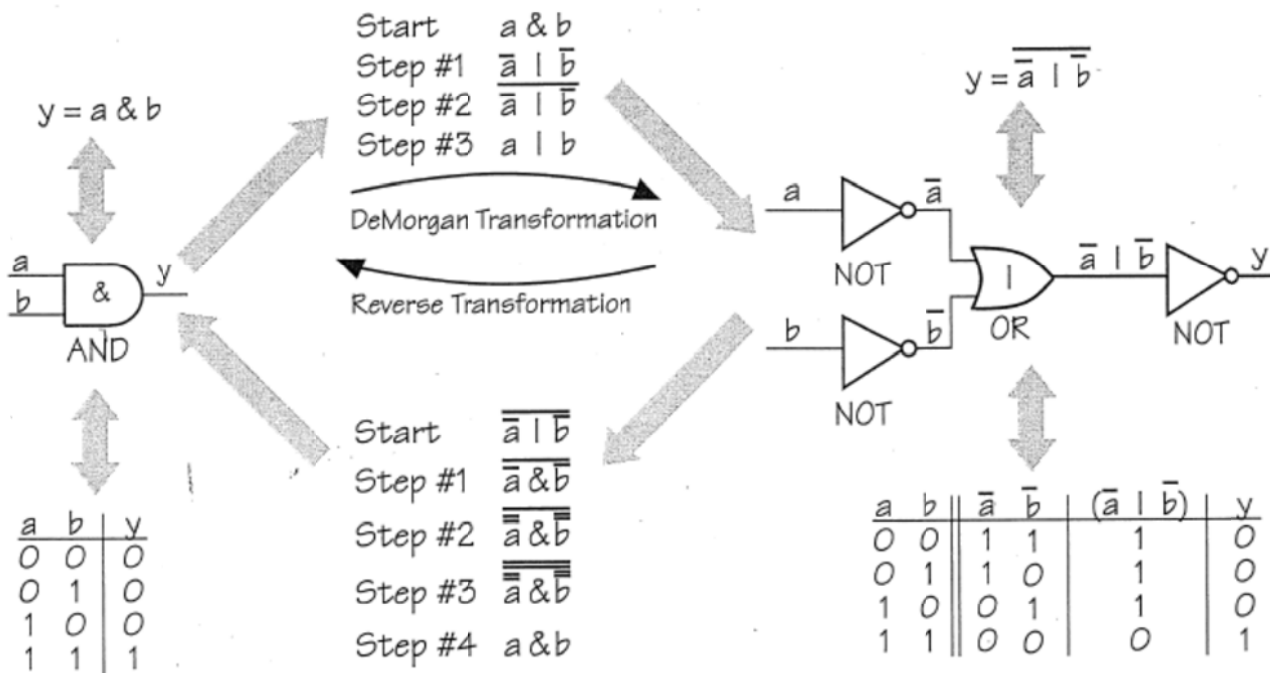 Start a & b
Step #1 a̅ | b̅
Step #2 a̿ ̅|̅ b̿
Step #3 a | b
y = a & b
y = a̿ ̅|̅ b̿
DeMorgan Transformation
Reverse Transformation
a
b
&
y
AND
a
NOT
a̅
b
NOT
b̅
|
OR
a̅ | b̅
NOT
y
Start a̿ ̅|̅ b̿
Step #1 a̿ ̅&̅ b̿
Step #2 a̿̅ ̅&̅ b̿̅
Step #3 a̿̿ ̿&̿ b̿̿
Step #4 a & b
a b y
0 0 0
0 1 0
1 0 0
1 1 1
a b a̅ b̅ (a̅ | b̅) y
0 0 1 1 1 0
0 1 1 0 1 0
1 0 0 1 1 0
1 1 0 0 0 1